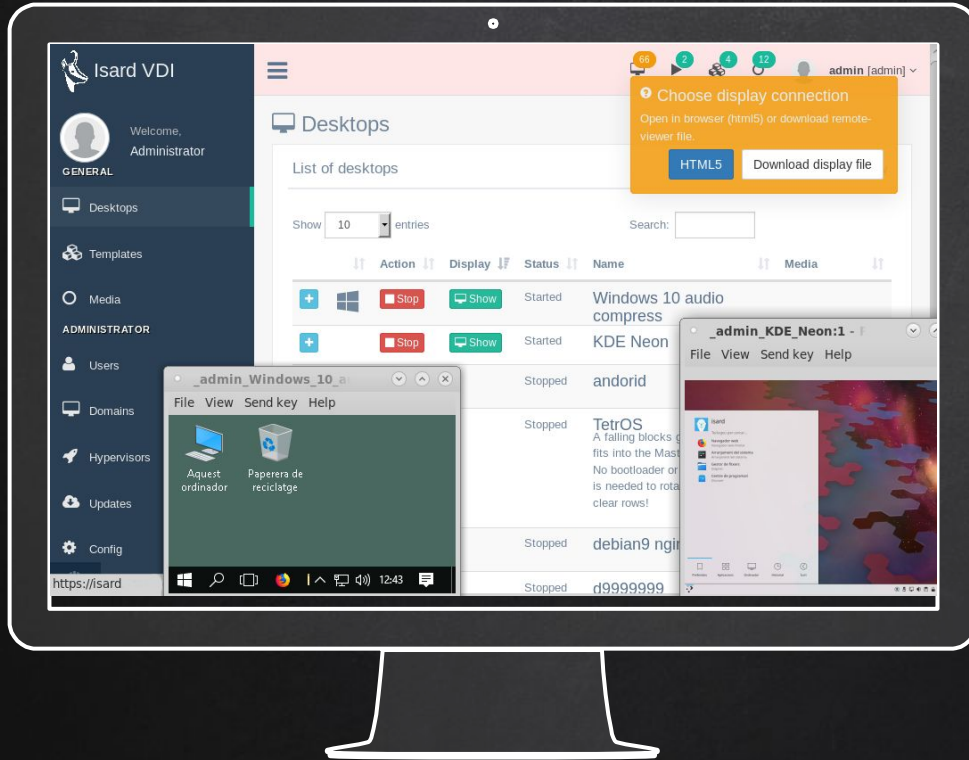 Isard VDI
66 2 4 12
admin [admin]
Choose display connection
Open in browser (html5) or download remote-
viewer file.
HTML5 Download display file
Welcome,
Administrator
GENERAL
Desktops
Templates
Media
ADMINISTRATOR
Users
Domains
Hypervisors
Updates
Config
https://isard
Desktops
List of desktops
Show 10 entries
Search:
Action Display Status Name Media
Stop Show Started Windows 10 audio
compress
Stop Show Started KDE Neon
Stopped andorid
Stopped TetrOS
A falling blocks g
fits into the Mast
No bootloader or
is needed to rota
clear rows!
Stopped debian9 ngi
Stopped d9999999
_admin_Windows_10_a
File View Send key Help
Aquest
ordinador
Paperera de
reciclatge
12:43
_admin_KDE_Neon:1 -
File View Send key Help
Isard